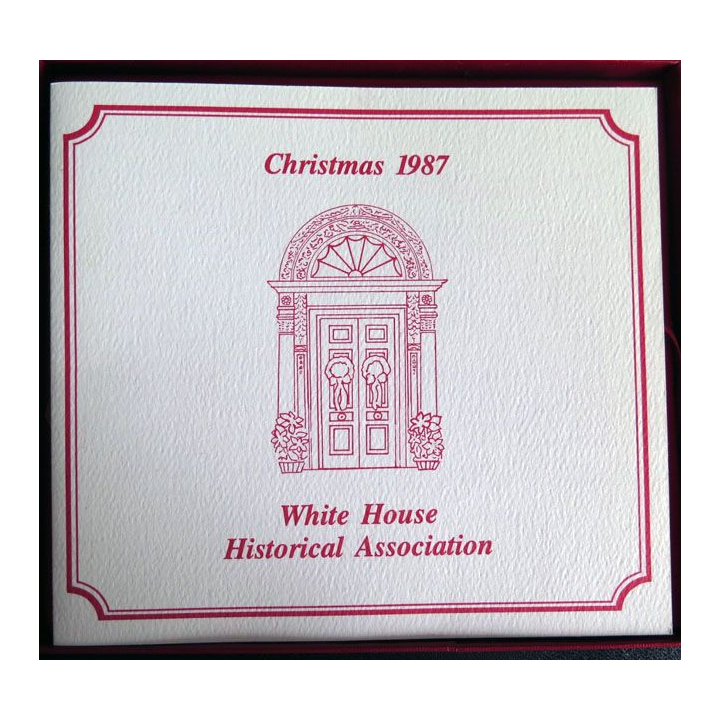 Christmas 1987
White House
Historical Association